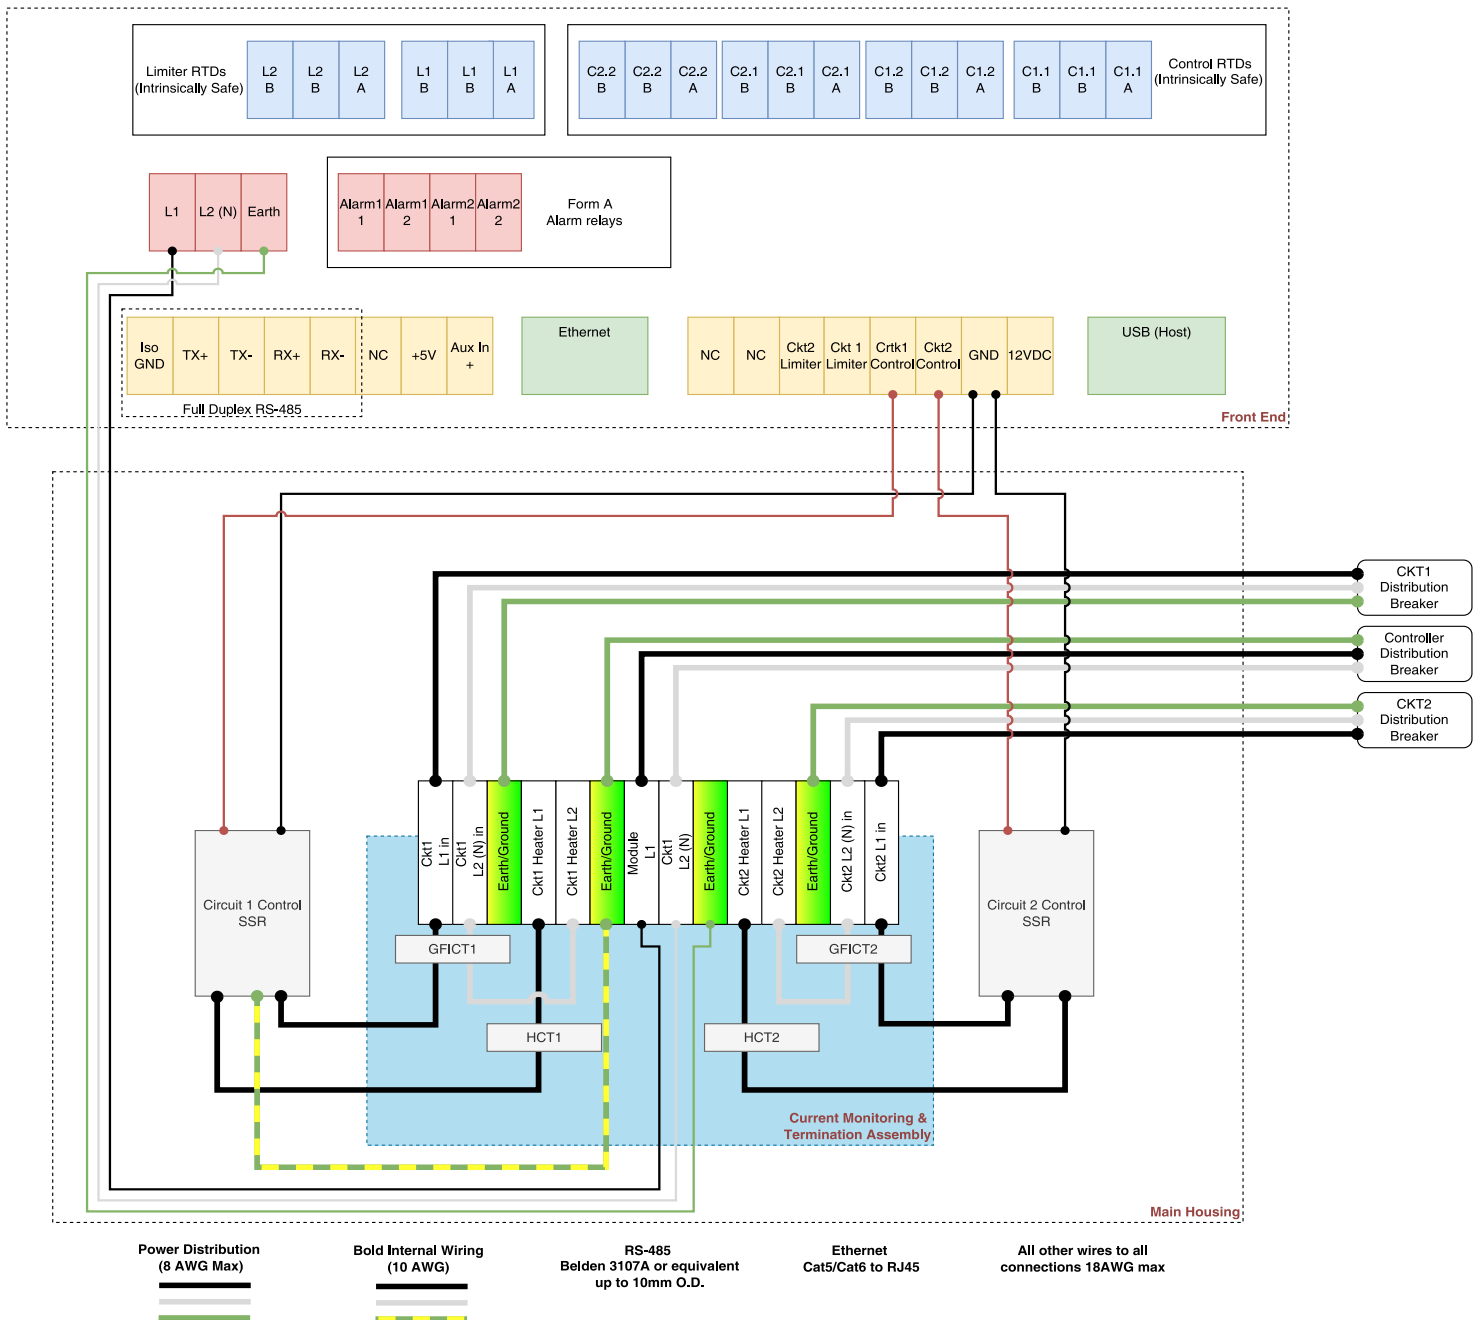 Limiter RTDs
(Intrinsically Safe)
L2
B
L2
B
L2
A
L1
B
L1
B
L1
A
C2.2
B
C2.2
B
C2.2
A
C2.1
B
C2.1
B
C2.1
A
C1.2
B
C1.2
B
C1.2
A
C1.1
B
C1.1
B
C1.1
A
Control RTDs
(Intrinsically Safe)
L1
L2 (N)
Earth
Alarm1
1
Alarm1
2
Alarm2
1
Alarm2
2
Form A
Alarm relays
Iso
GND
TX+
TX-
RX+
RX-
NC
+5V
Aux In
+
Full Duplex RS-485
Ethernet
NC
NC
Ckt2
Limiter
Ckt 1
Limiter
Crtk1
Control
Ckt2
Control
GND
12VDC
USB (Host)
Front End
CKT1
Distribution
Breaker
Controller
Distribution
Breaker
CKT2
Distribution
Breaker
Ckt1
L1 in
Ckt1
L2 (N) in
Earth/Ground
Ckt1 Heater L1
Ckt1 Heater L2
Earth/Ground
Module
L1
Ckt1
L2 (N)
Earth/Ground
Ckt2 Heater L1
Ckt2 Heater L2
Earth/Ground
Ckt2 L2 (N) in
Ckt2 L1 in
Circuit 1 Control
SSR
GFICT1
GFICT2
Circuit 2 Control
SSR
HCT1
HCT2
Current Monitoring &
Termination Assembly
Main Housing
Power Distribution
(8 AWG Max)
Bold Internal Wiring
(10 AWG)
RS-485
Belden 3107A or equivalent
up to 10mm O.D.
Ethernet
Cat5/Cat6 to RJ45
All other wires to all
connections 18AWG max